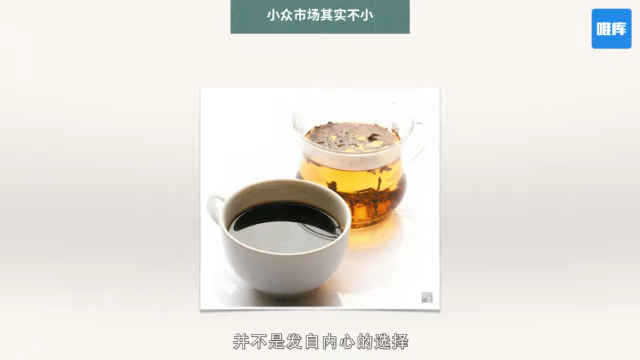 小众市场其实不小
唯库
并不是发自内心的选择